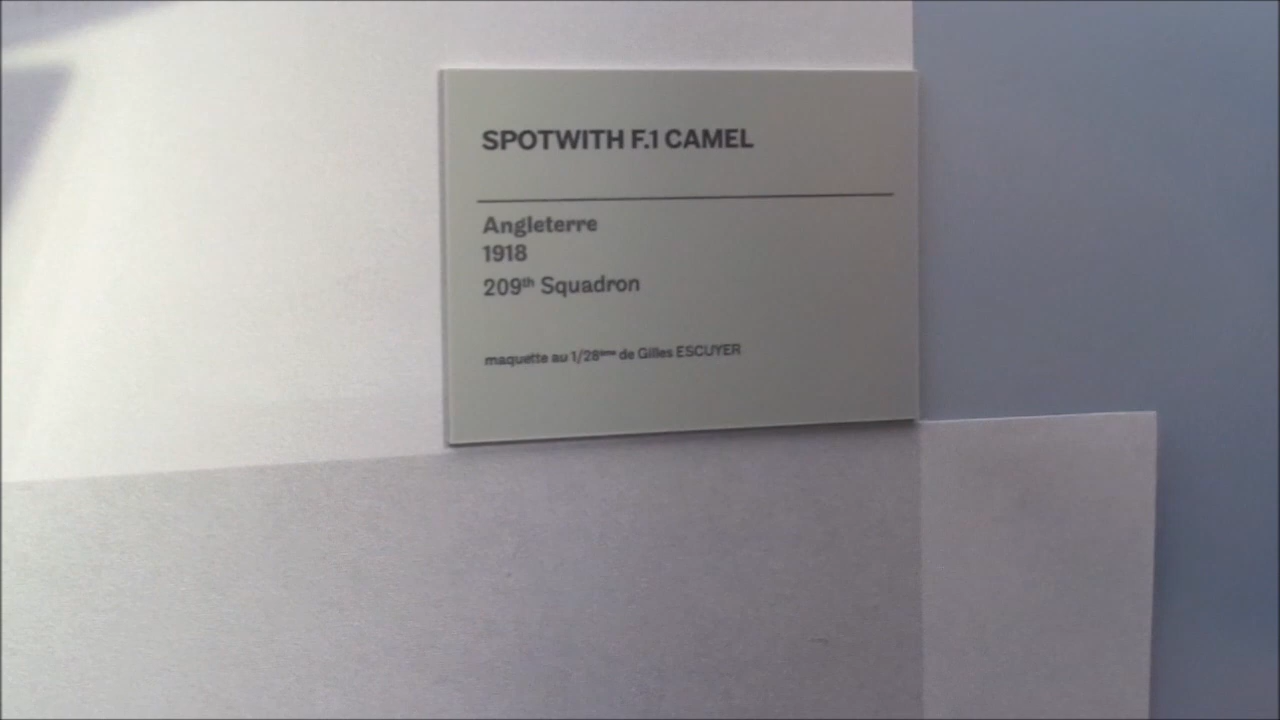 SPOTWITH F.1 CAMEL
Angleterre
1918
209th Squadron
maquette au 1/28ème de Gilles ESCUYER